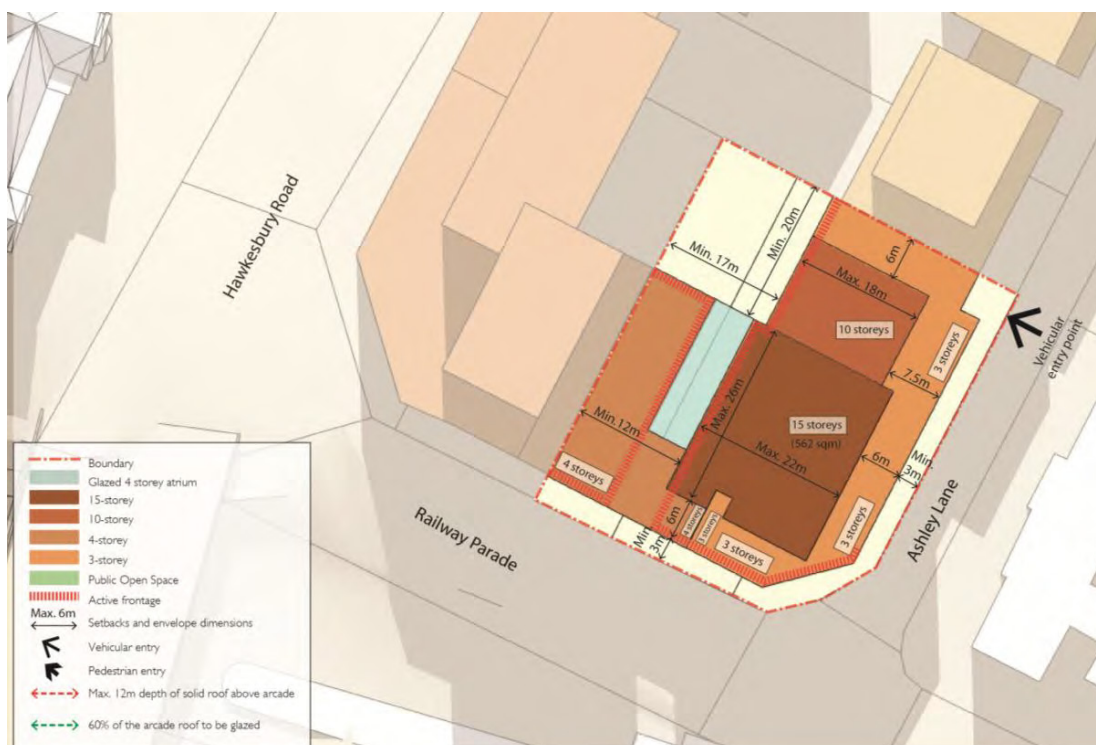 Hawkesbury Road
Min. 17m
Min. 20m
6m
Max. 18m
10 storeys
3 storeys
Vehicular
entry point
7.5m
Max. 26m
15 storeys
(562 sqm)
Max. 22m
Min. 12m
4 storeys
6m
Min.
3m
3 storeys
Ashley Lane
Railway Parade
Min.
3m
6m
4 storeys
3 storeys
3 storeys
Boundary
Glazed 4 storey atrium
15-storey
10-storey
4-storey
3-storey
Public Open Space
Active frontage
Max. 6m
Setbacks and envelope dimensions
Vehicular entry
Pedestrian entry
Max. 12m depth of solid roof above arcade
60% of the arcade roof to be glazed